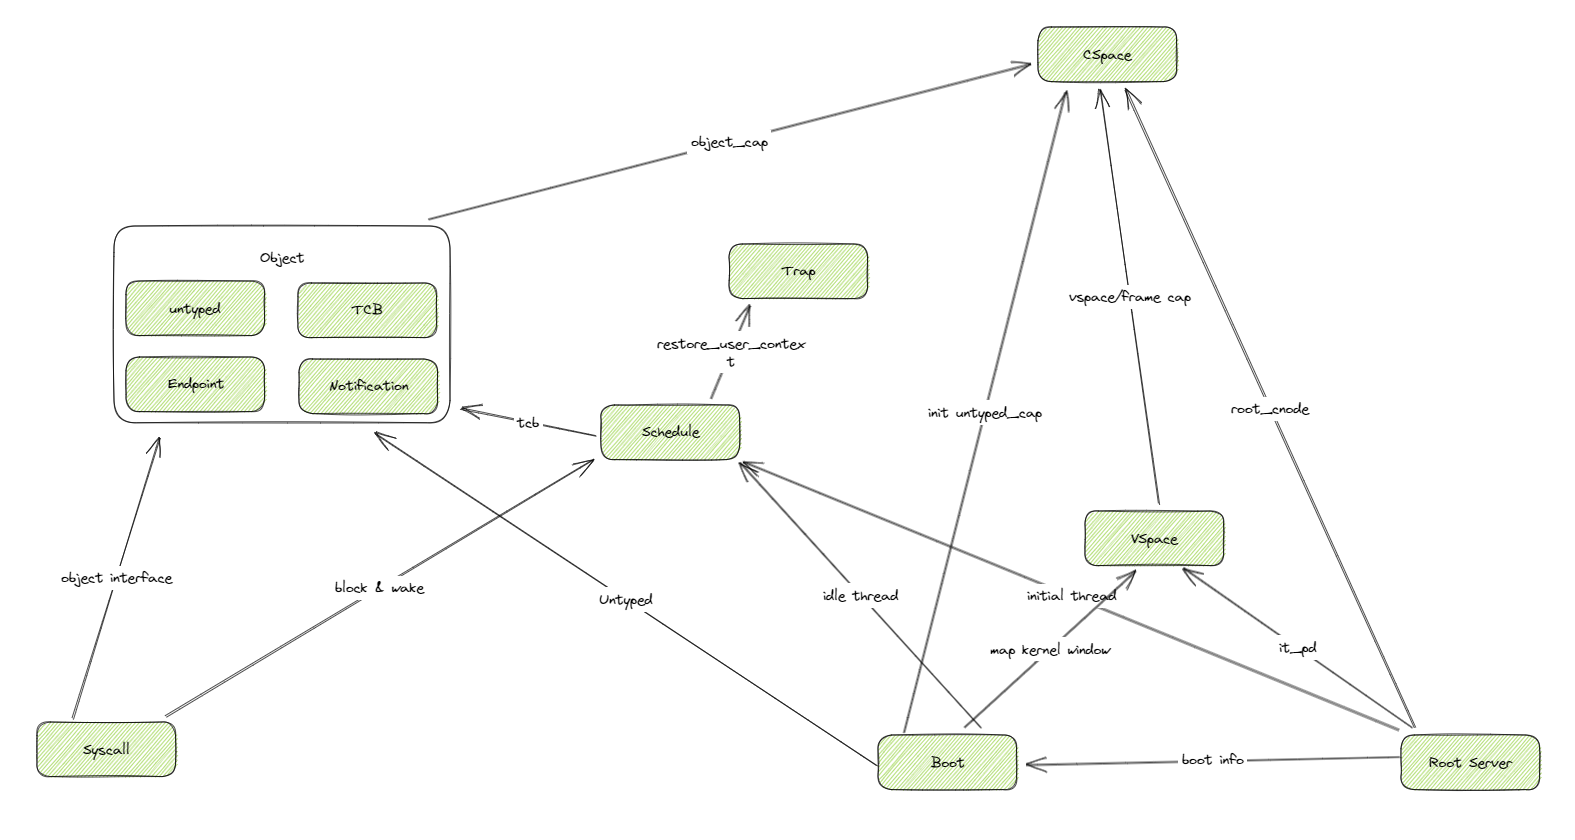 CSpace
object_cap
Object
Trap
untyped
TCB
vspace/frame cap
restore_user_contex
t
Endpoint
Notification
root_cnode
init untyped_cap
tcb
Schedule
VSpace
object interface
block & wake
Untyped
idle thread
initial thread
map kernel window
it_pd
Syscall
Boot
boot info
Root Server